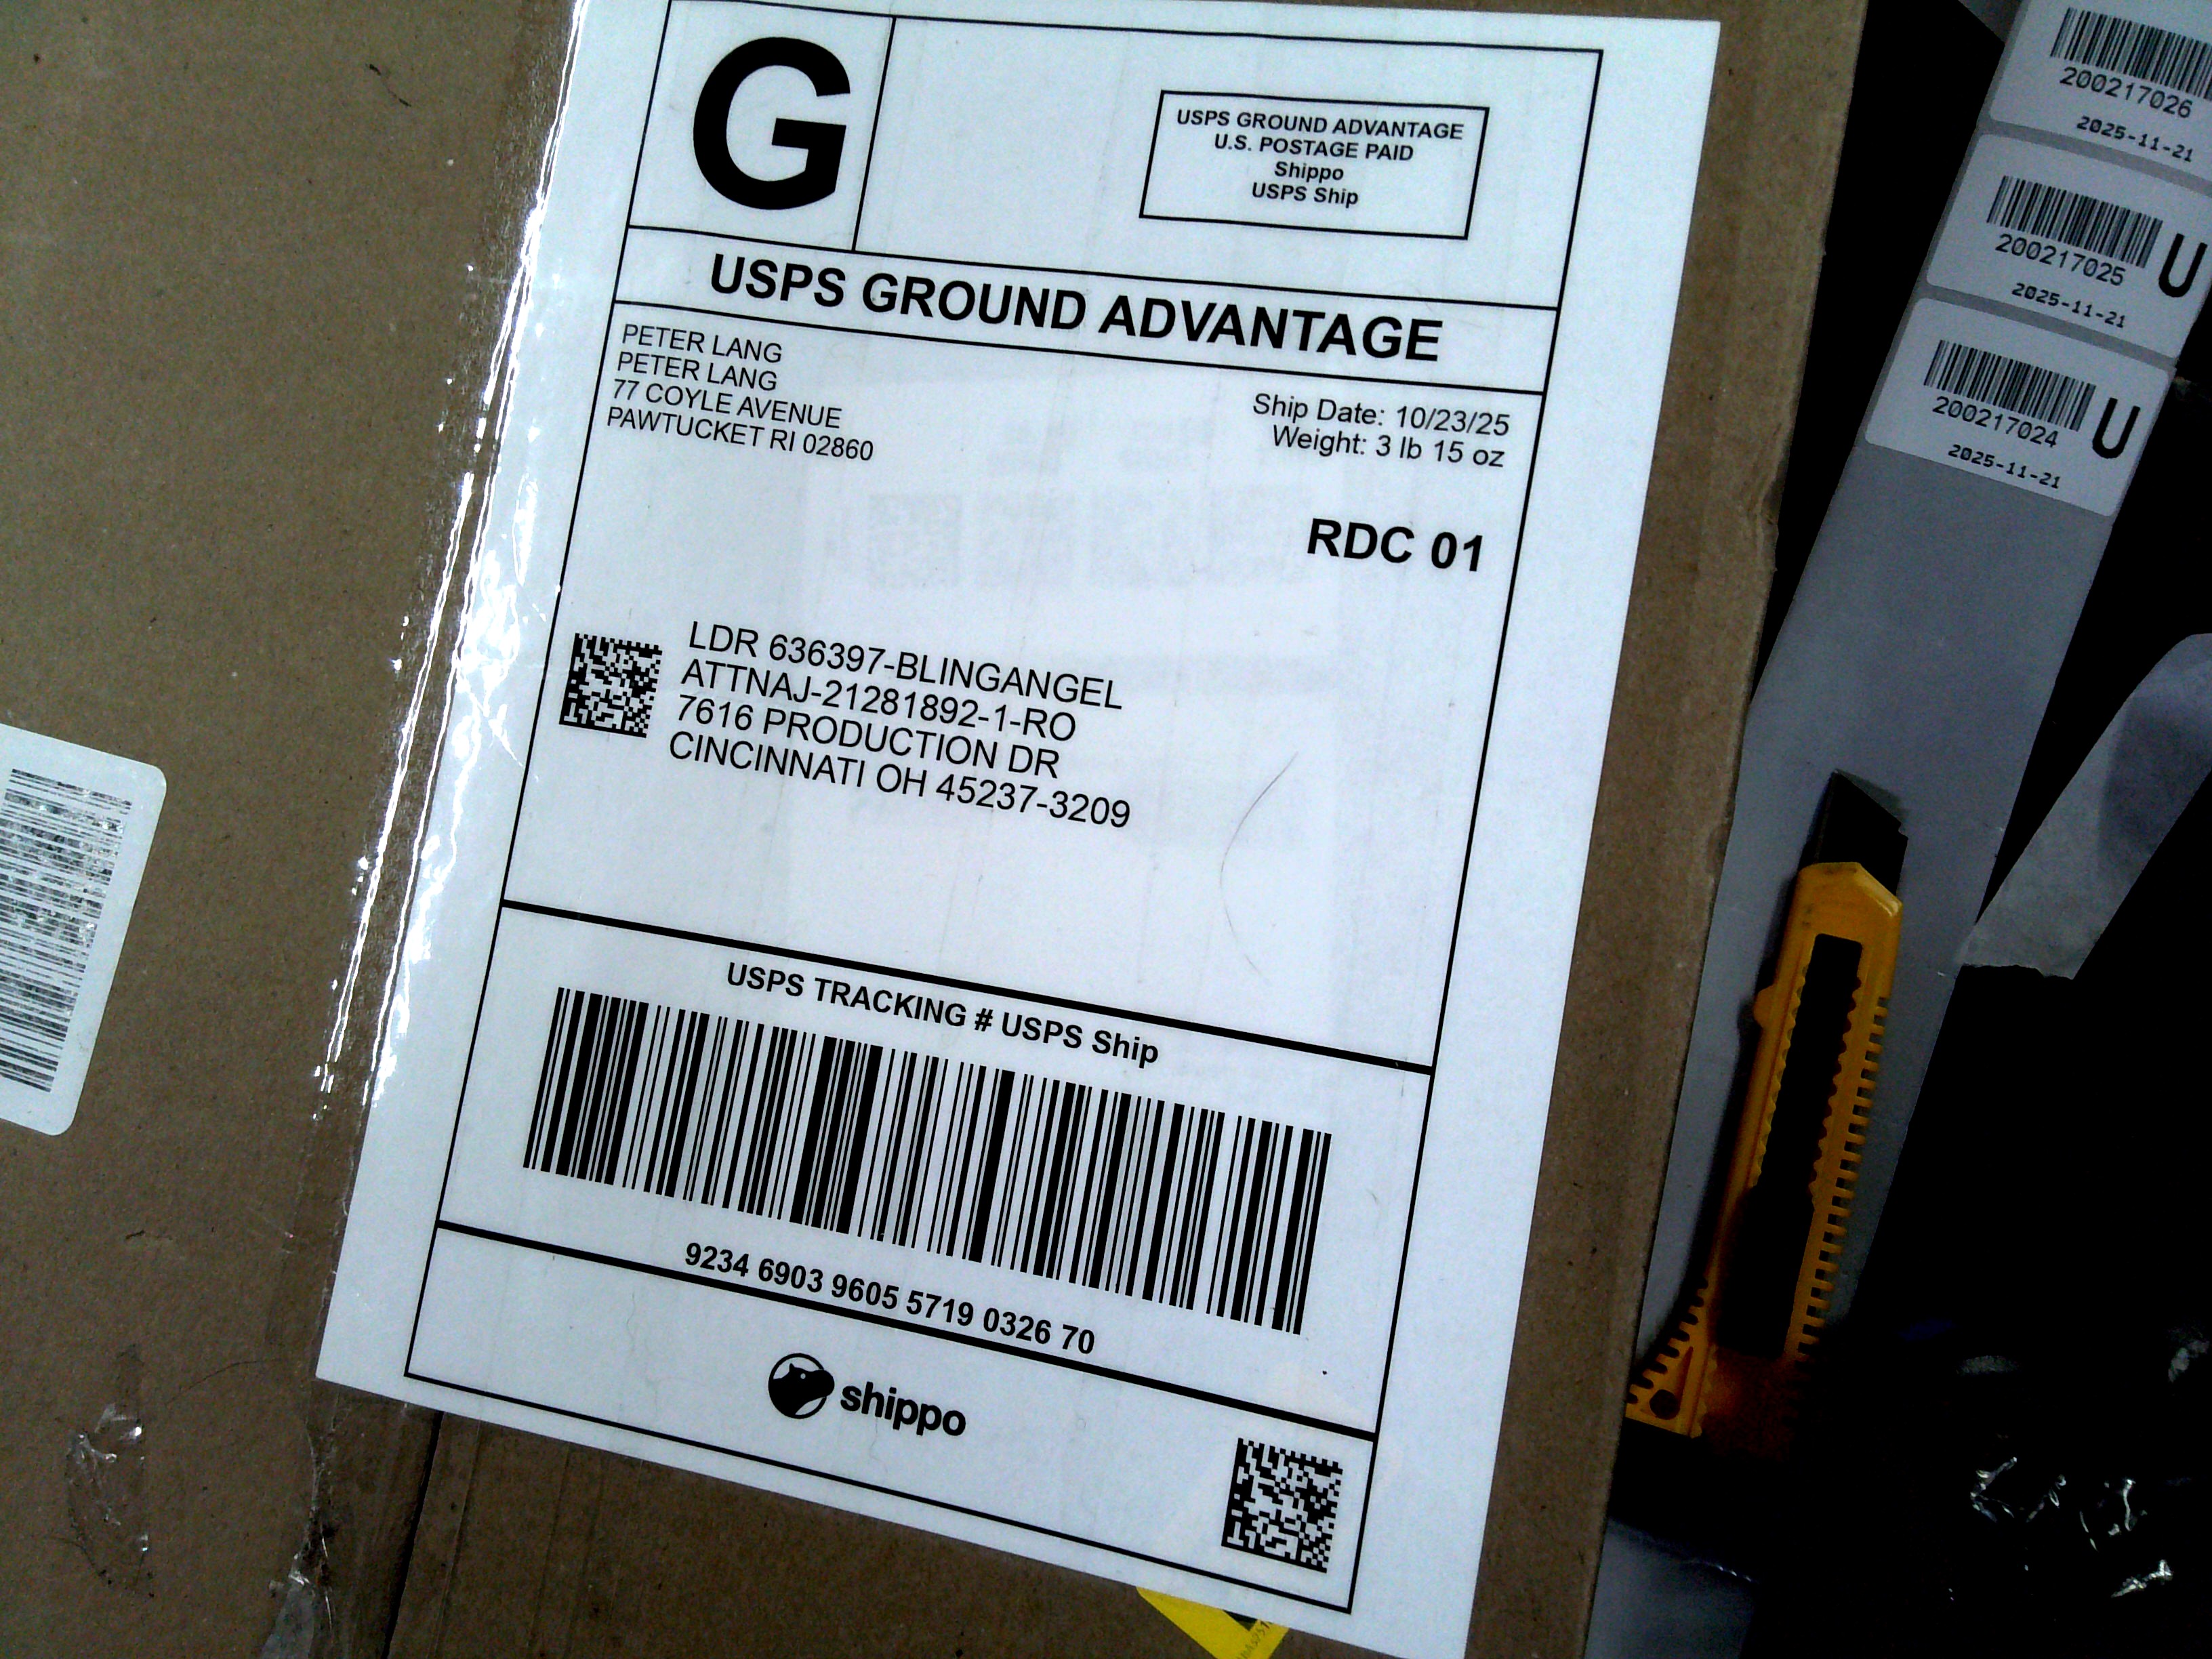 G
USPS GROUND ADVANTAGE
U.S. POSTAGE PAID
Shippo
USPS Ship
USPS GROUND ADVANTAGE
PETER LANG
PETER LANG
77 COYLE AVENUE
PAWTUCKET RI 02860
Ship Date: 10/23/25
Weight: 3 lb 15 oz
RDC 01
LDR 636397-BLINGANGEL
ATTNAJ-21281892-1-RO
7616 PRODUCTION DR
CINCINNATI OH 45237-3209
USPS TRACKING # USPS Ship
9234 6903 9605 5719 0326 70
shippo
200217026
2025-11-21
200217025
U
2025-11-21
200217024
U
2025-11-21